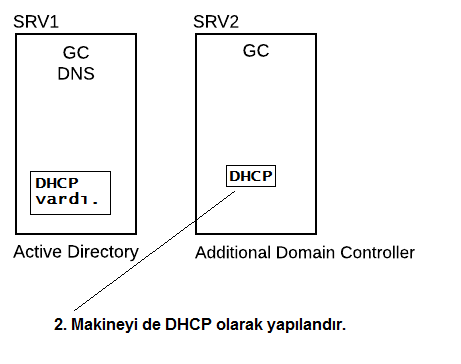 SRV1
SRV2
GC
DNS
GC
DHCP
vardı.
DHCP
Active Directory
Additional Domain Controller
2. Makineyi de DHCP olarak yapılandır.